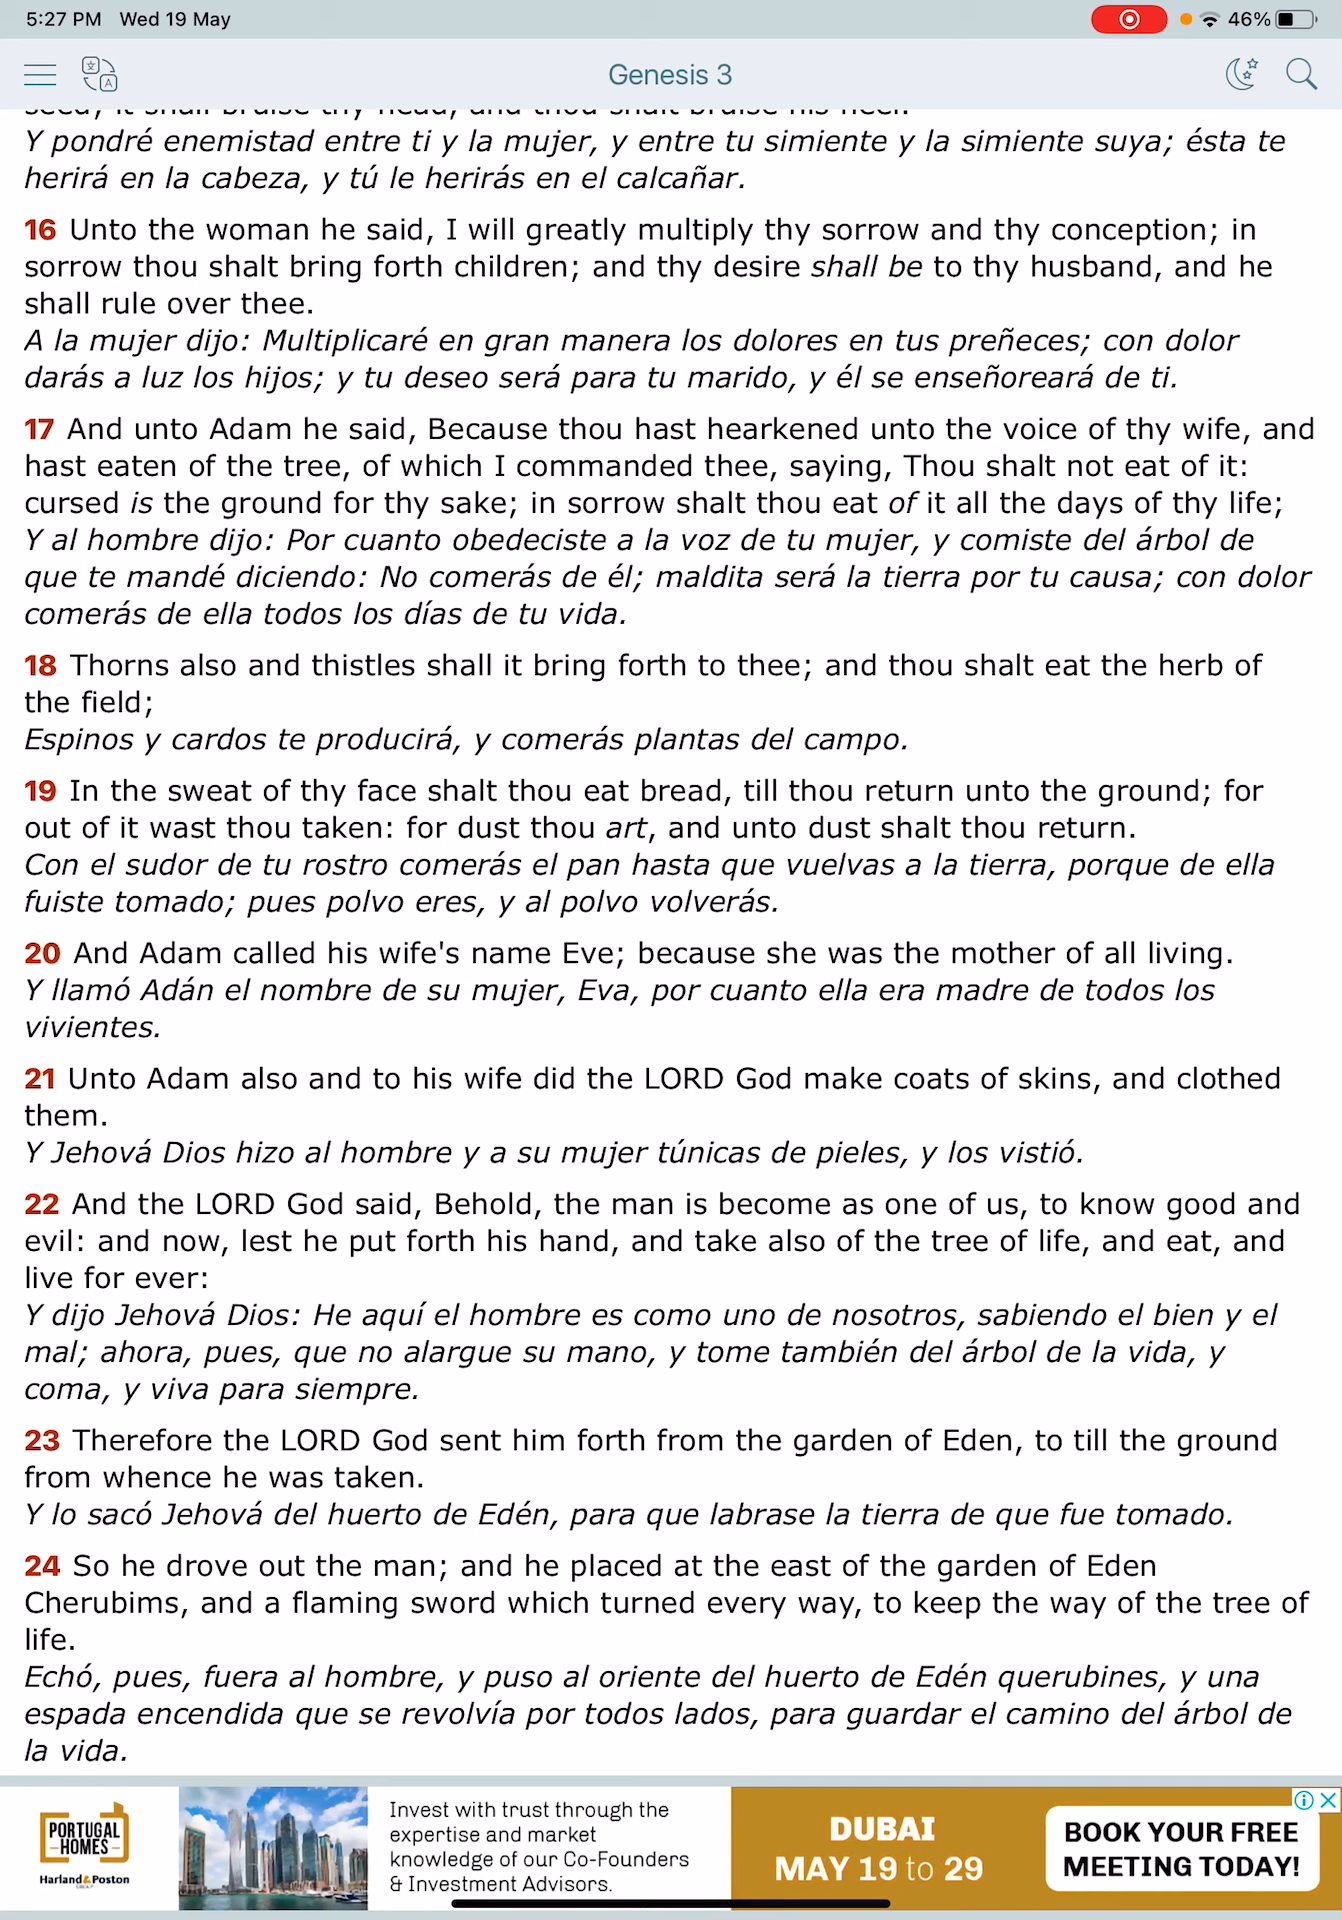 5:27 PM Wed 19 May
46%
Genesis 3
seed; it shall bruise thy head, and thou shalt bruise his heel.
Y pondré enemistad entre ti y la mujer, y entre tu simiente y la simiente suya; ésta te
herirá en la cabeza, y tú le herirás en el calcañar.
16 Unto the woman he said, I will greatly multiply thy sorrow and thy conception; in
sorrow thou shalt bring forth children; and thy desire shall be to thy husband, and he
shall rule over thee.
A la mujer dijo: Multiplicaré en gran manera los dolores en tus preñeces; con dolor
darás a luz los hijos; y tu deseo será para tu marido, y él se enseñoreará de ti.
17 And unto Adam he said, Because thou hast hearkened unto the voice of thy wife, and
hast eaten of the tree, of which I commanded thee, saying, Thou shalt not eat of it:
cursed is the ground for thy sake; in sorrow shalt thou eat of it all the days of thy life;
Y al hombre dijo: Por cuanto obedeciste a la voz de tu mujer, y comiste del árbol de
que te mandé diciendo: No comerás de él; maldita será la tierra por tu causa; con dolor
comerás de ella todos los días de tu vida.
18 Thorns also and thistles shall it bring forth to thee; and thou shalt eat the herb of
the field;
Espinos y cardos te producirá, y comerás plantas del campo.
19 In the sweat of thy face shalt thou eat bread, till thou return unto the ground; for
out of it wast thou taken: for dust thou art, and unto dust shalt thou return.
Con el sudor de tu rostro comerás el pan hasta que vuelvas a la tierra, porque de ella
fuiste tomado; pues polvo eres, y al polvo volverás.
20 And Adam called his wife's name Eve; because she was the mother of all living.
Y llamó Adán el nombre de su mujer, Eva, por cuanto ella era madre de todos los
vivientes.
21 Unto Adam also and to his wife did the LORD God make coats of skins, and clothed
them.
Y Jehová Dios hizo al hombre y a su mujer túnicas de pieles, y los vistió.
22 And the LORD God said, Behold, the man is become as one of us, to know good and
evil: and now, lest he put forth his hand, and take also of the tree of life, and eat, and
live for ever:
Y dijo Jehová Dios: He aquí el hombre es como uno de nosotros, sabiendo el bien y el
mal; ahora, pues, que no alargue su mano, y tome también del árbol de la vida, y
coma, y viva para siempre.
23 Therefore the LORD God sent him forth from the garden of Eden, to till the ground
from whence he was taken.
Y lo sacó Jehová del huerto de Edén, para que labrase la tierra de que fue tomado.
24 So he drove out the man; and he placed at the east of the garden of Eden
Cherubims, and a flaming sword which turned every way, to keep the way of the tree of
life.
Echó, pues, fuera al hombre, y puso al oriente del huerto de Edén querubines, y una
espada encendida que se revolvía por todos lados, para guardar el camino del árbol de
la vida.
PORTUGAL
HOMES
Harland & Poston
GROUP
Invest with trust through the
expertise and market
knowledge of our Co-Founders
& Investment Advisors.
DUBAI
MAY 19 to 29
BOOK YOUR FREE
MEETING TODAY!